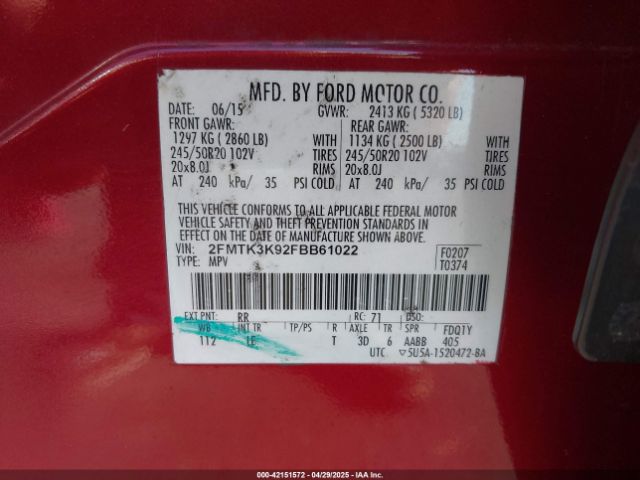 MFD. BY FORD MOTOR CO.
DATE: 06/15 GVWR: 2413 KG (5320 LB)
FRONT GAWR: REAR GAWR:
1297 KG (2860 LB) WITH 1134 KG (2500 LB) WITH
245/50R20 102V TIRES 245/50R20 102V TIRES
20x8.0J RIMS 20x8.0J RIMS
AT 240 kPa/ 35 PSI COLD AT 240 kPa/ 35 PSI COLD
THIS VEHICLE CONFORMS TO ALL APPLICABLE FEDERAL MOTOR
VEHICLE SAFETY, BUMPER, AND THEFT PREVENTION STANDARDS IN
EFFECT ON THE DATE OF MANUFACTURE SHOWN ABOVE.
VIN: 2FMTK3K92FBB61022 F0207
TYPE: MPV T0374
EXT PNT: RR RC: 71 DSO:
WB INT TR TP/PS R AXLE TR SPR FDQTY
112 LE T 3D 6 AABB 405
UTC 5U5A-1520472-BA
000-42151572 04/29/2025 IAAI.COM